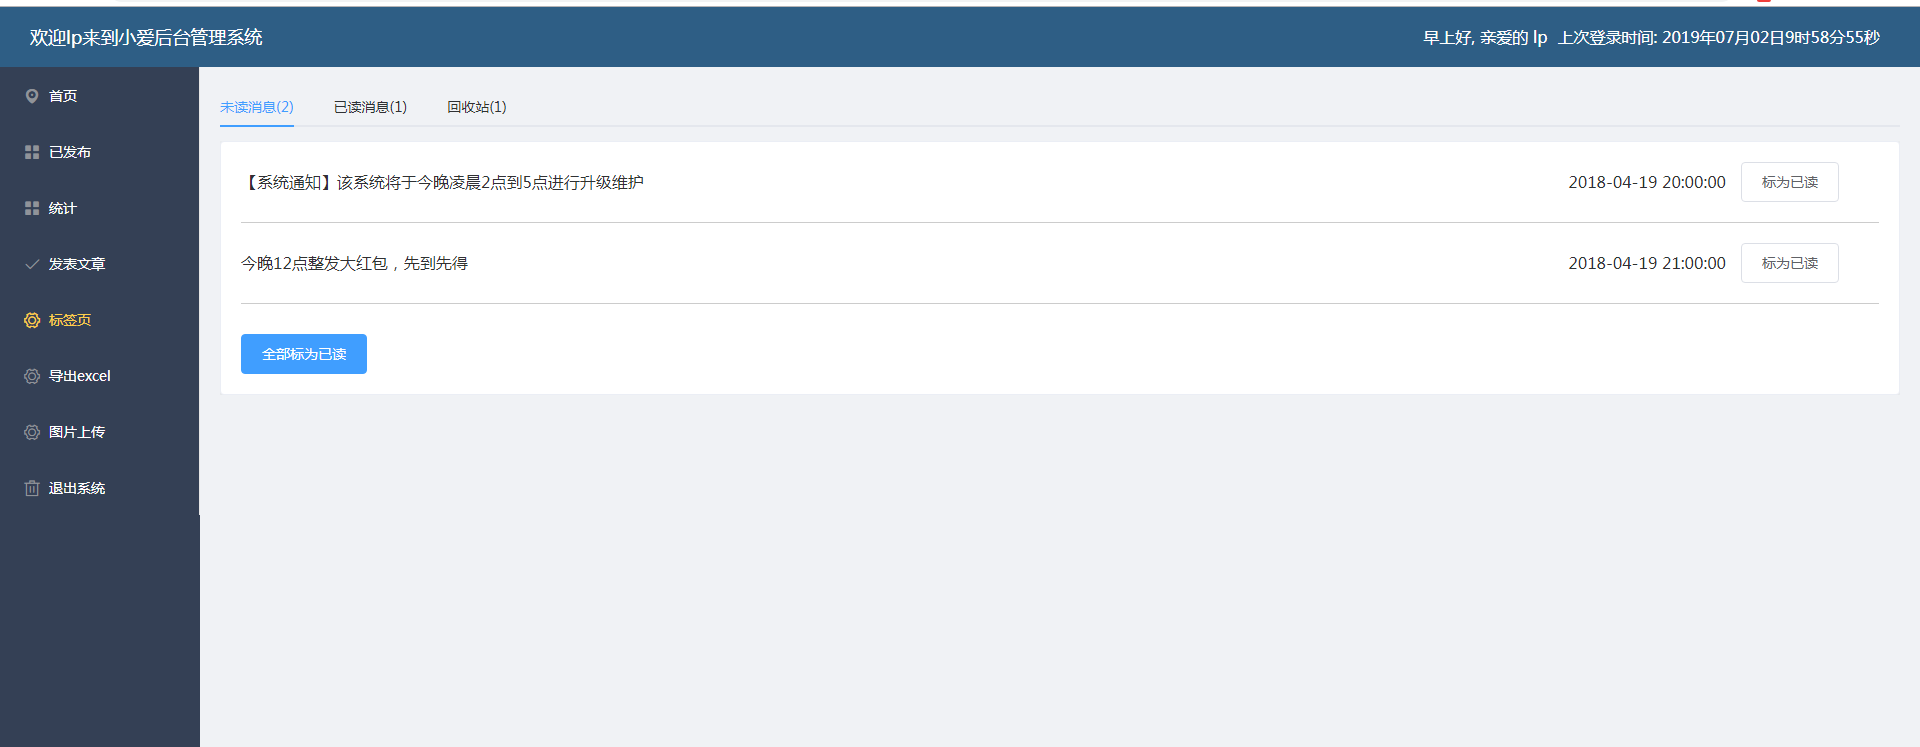 欢迎lp来到小爱后台管理系统
早上好, 亲爱的 lp 上次登录时间: 2019年07月02日9时58分55秒
首页
已发布
统计
发表文章
标签页
导出excel
图片上传
退出系统
未读消息(2) 已读消息(1) 回收站(1)
【系统通知】该系统将于今晚凌晨2点到5点进行升级维护 2018-04-19 20:00:00 标为已读
今晚12点整发大红包，先到先得 2018-04-19 21:00:00 标为已读
全部标为已读